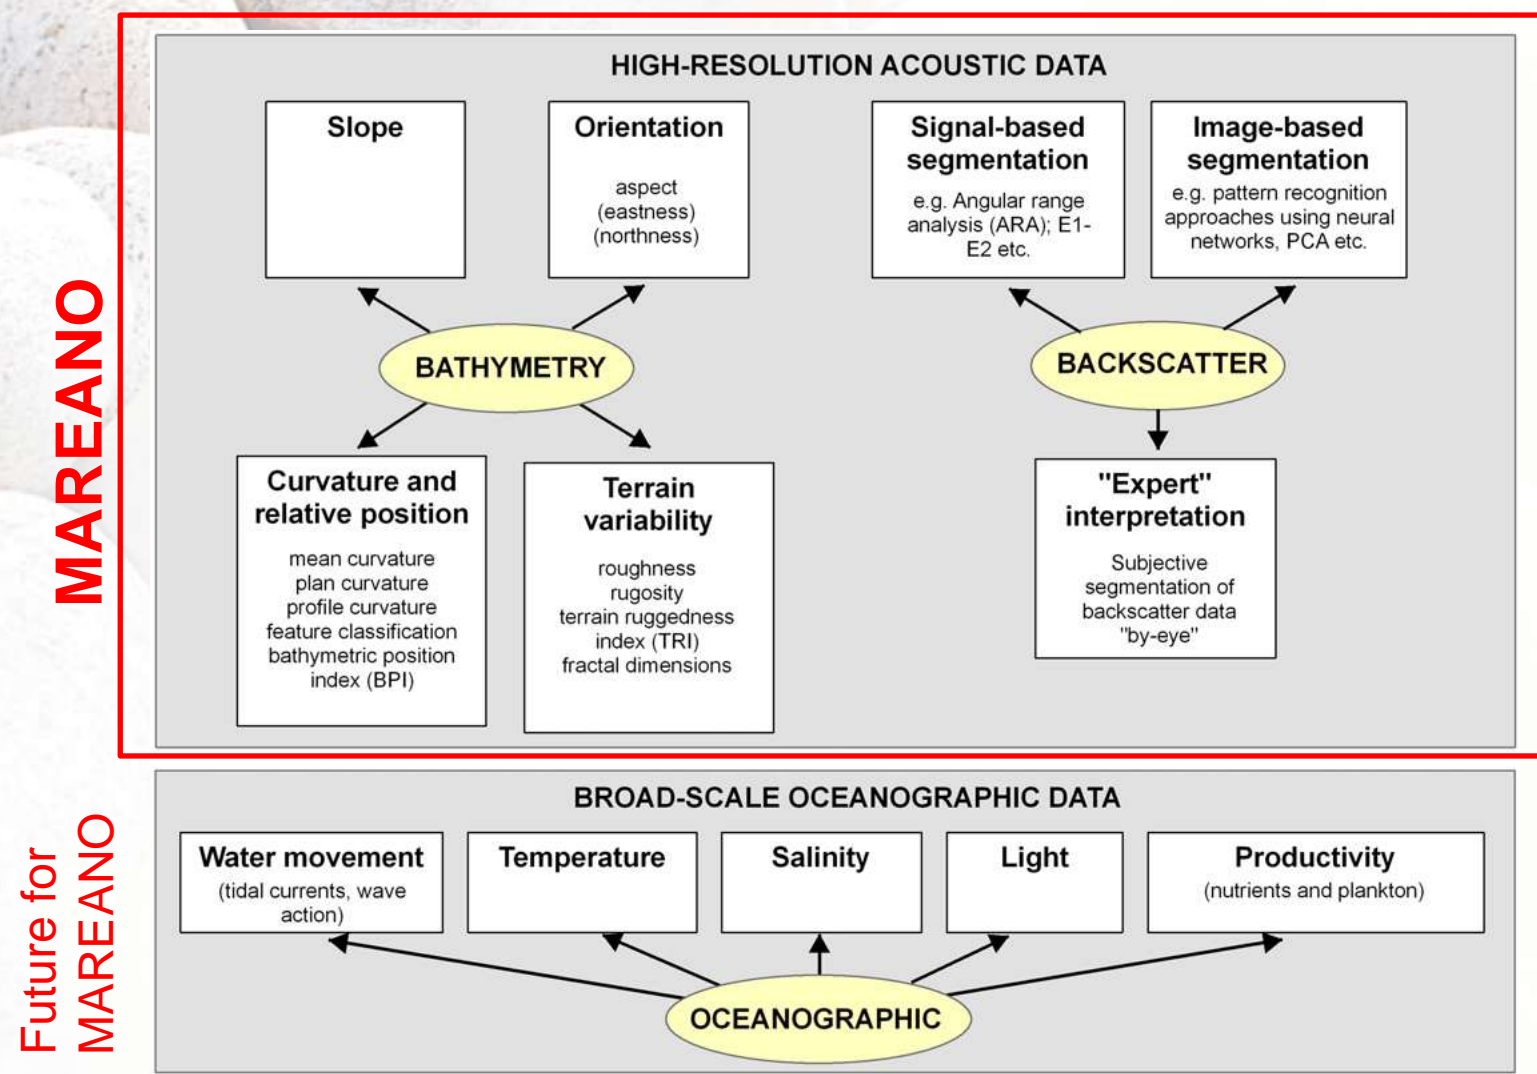 MAREANO
HIGH-RESOLUTION ACOUSTIC DATA
Slope
Orientation
aspect
(eastness)
(northness)
Signal-based
segmentation
e.g. Angular range
analysis (ARA); E1-
E2 etc.
Image-based
segmentation
e.g. pattern recognition
approaches using neural
networks, PCA etc.
BATHYMETRY
BACKSCATTER
Curvature and
relative position
mean curvature
plan curvature
profile curvature
feature classification
bathymetric position
index (BPI)
Terrain
variability
roughness
rugosity
terrain ruggedness
index (TRI)
fractal dimensions
"Expert"
interpretation
Subjective
segmentation of
backscatter data
"by-eye"
Future for
MAREANO
BROAD-SCALE OCEANOGRAPHIC DATA
Water movement
(tidal currents, wave
action)
Temperature
Salinity
Light
Productivity
(nutrients and plankton)
OCEANOGRAPHIC